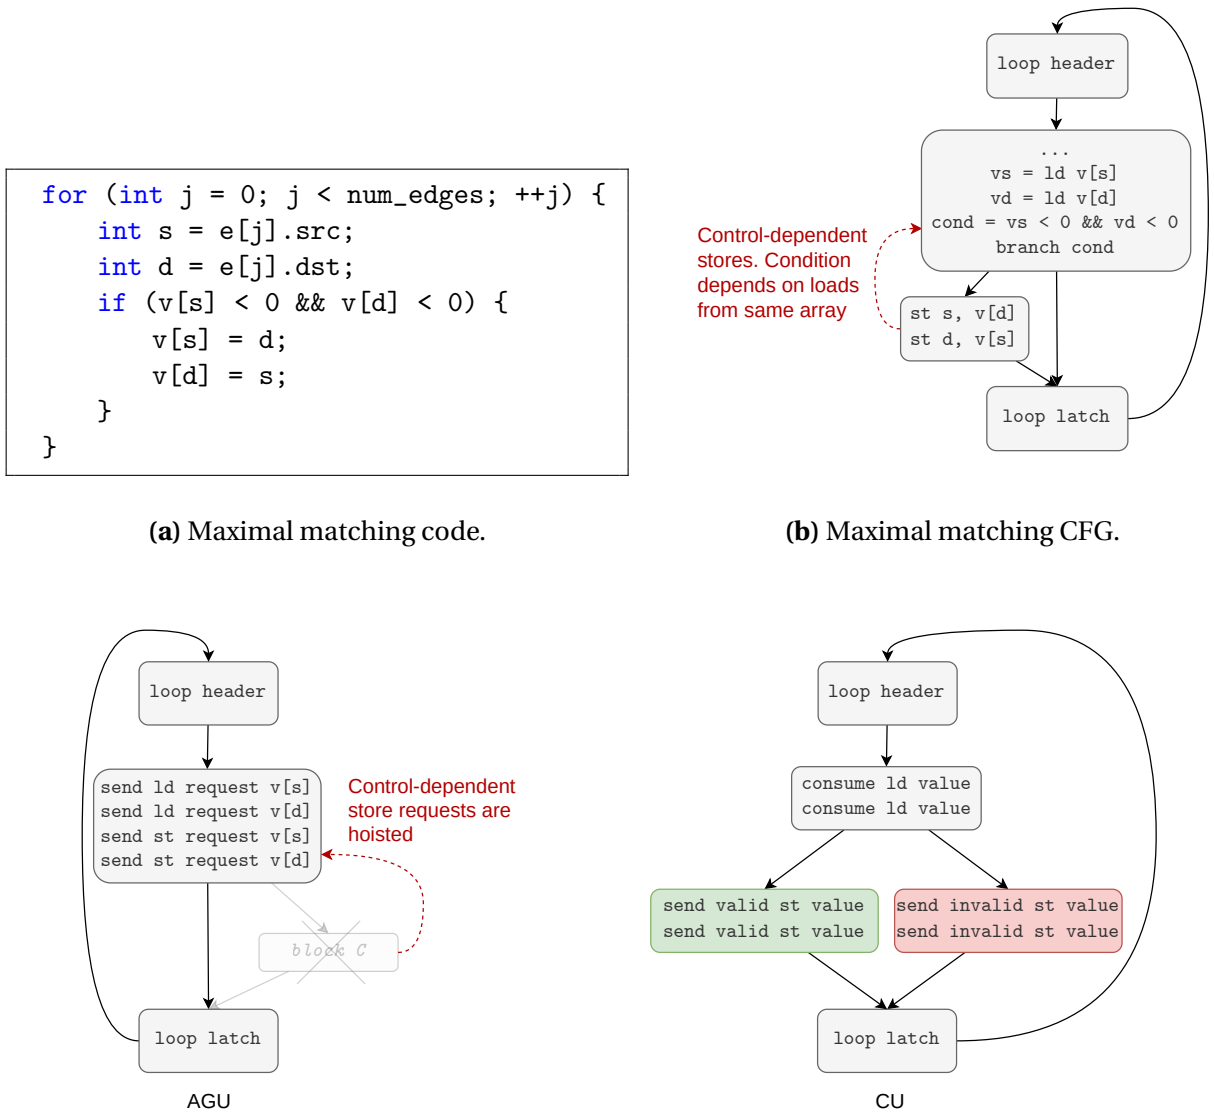 for (int j = 0; j < num_edges; ++j) {
int s = e[j].src;
int d = e[j].dst;
if (v[s] < 0 && v[d] < 0) {
v[s] = d;
v[d] = s;
}
}
(a) Maximal matching code.
loop header
...
vs = ld v[s]
vd = ld v[d]
cond = vs < 0 && vd < 0
branch cond
Control-dependent
stores. Condition
depends on loads
from same array
st s, v[d]
st d, v[s]
loop latch
(b) Maximal matching CFG.
loop header
send ld request v[s]
send ld request v[d]
send st request v[s]
send st request v[d]
Control-dependent
store requests are
hoisted
block C
loop latch
AGU
loop header
consume ld value
consume ld value
send valid st value
send valid st value
send invalid st value
send invalid st value
loop latch
CU